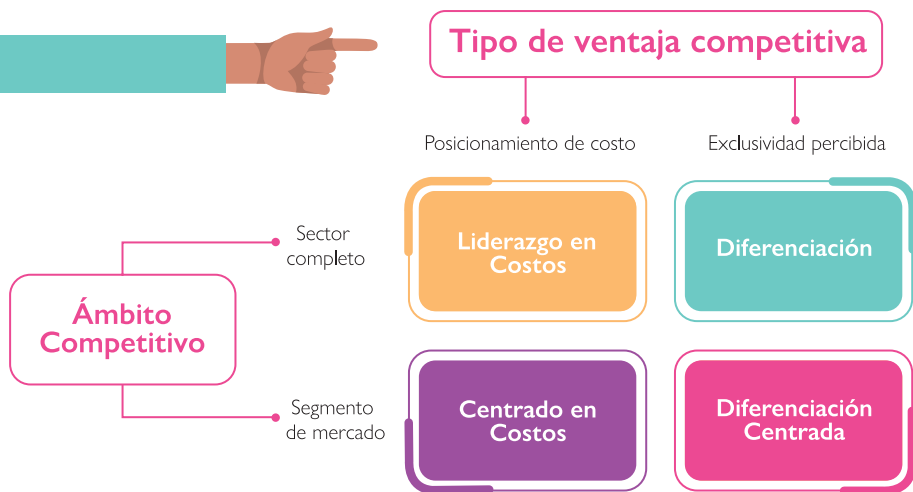 Tipo de ventaja competitiva
Posicionamiento de costo
Exclusividad percibida
Sector
completo
Liderazgo en
Costos
Diferenciación
Ámbito
Competitivo
Segmento
de mercado
Centrado en
Costos
Diferenciación
Centrada